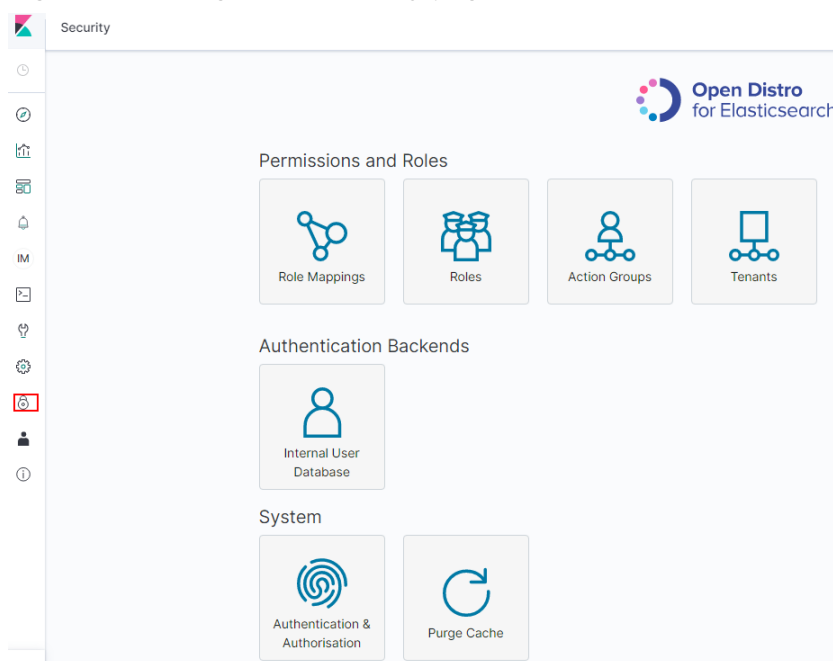 Security
Open Distro
for Elasticsearch
Permissions and Roles
Role Mappings
Roles
Action Groups
Tenants
IM
Authentication Backends
Internal User
Database
System
Authentication &
Authorisation
Purge Cache